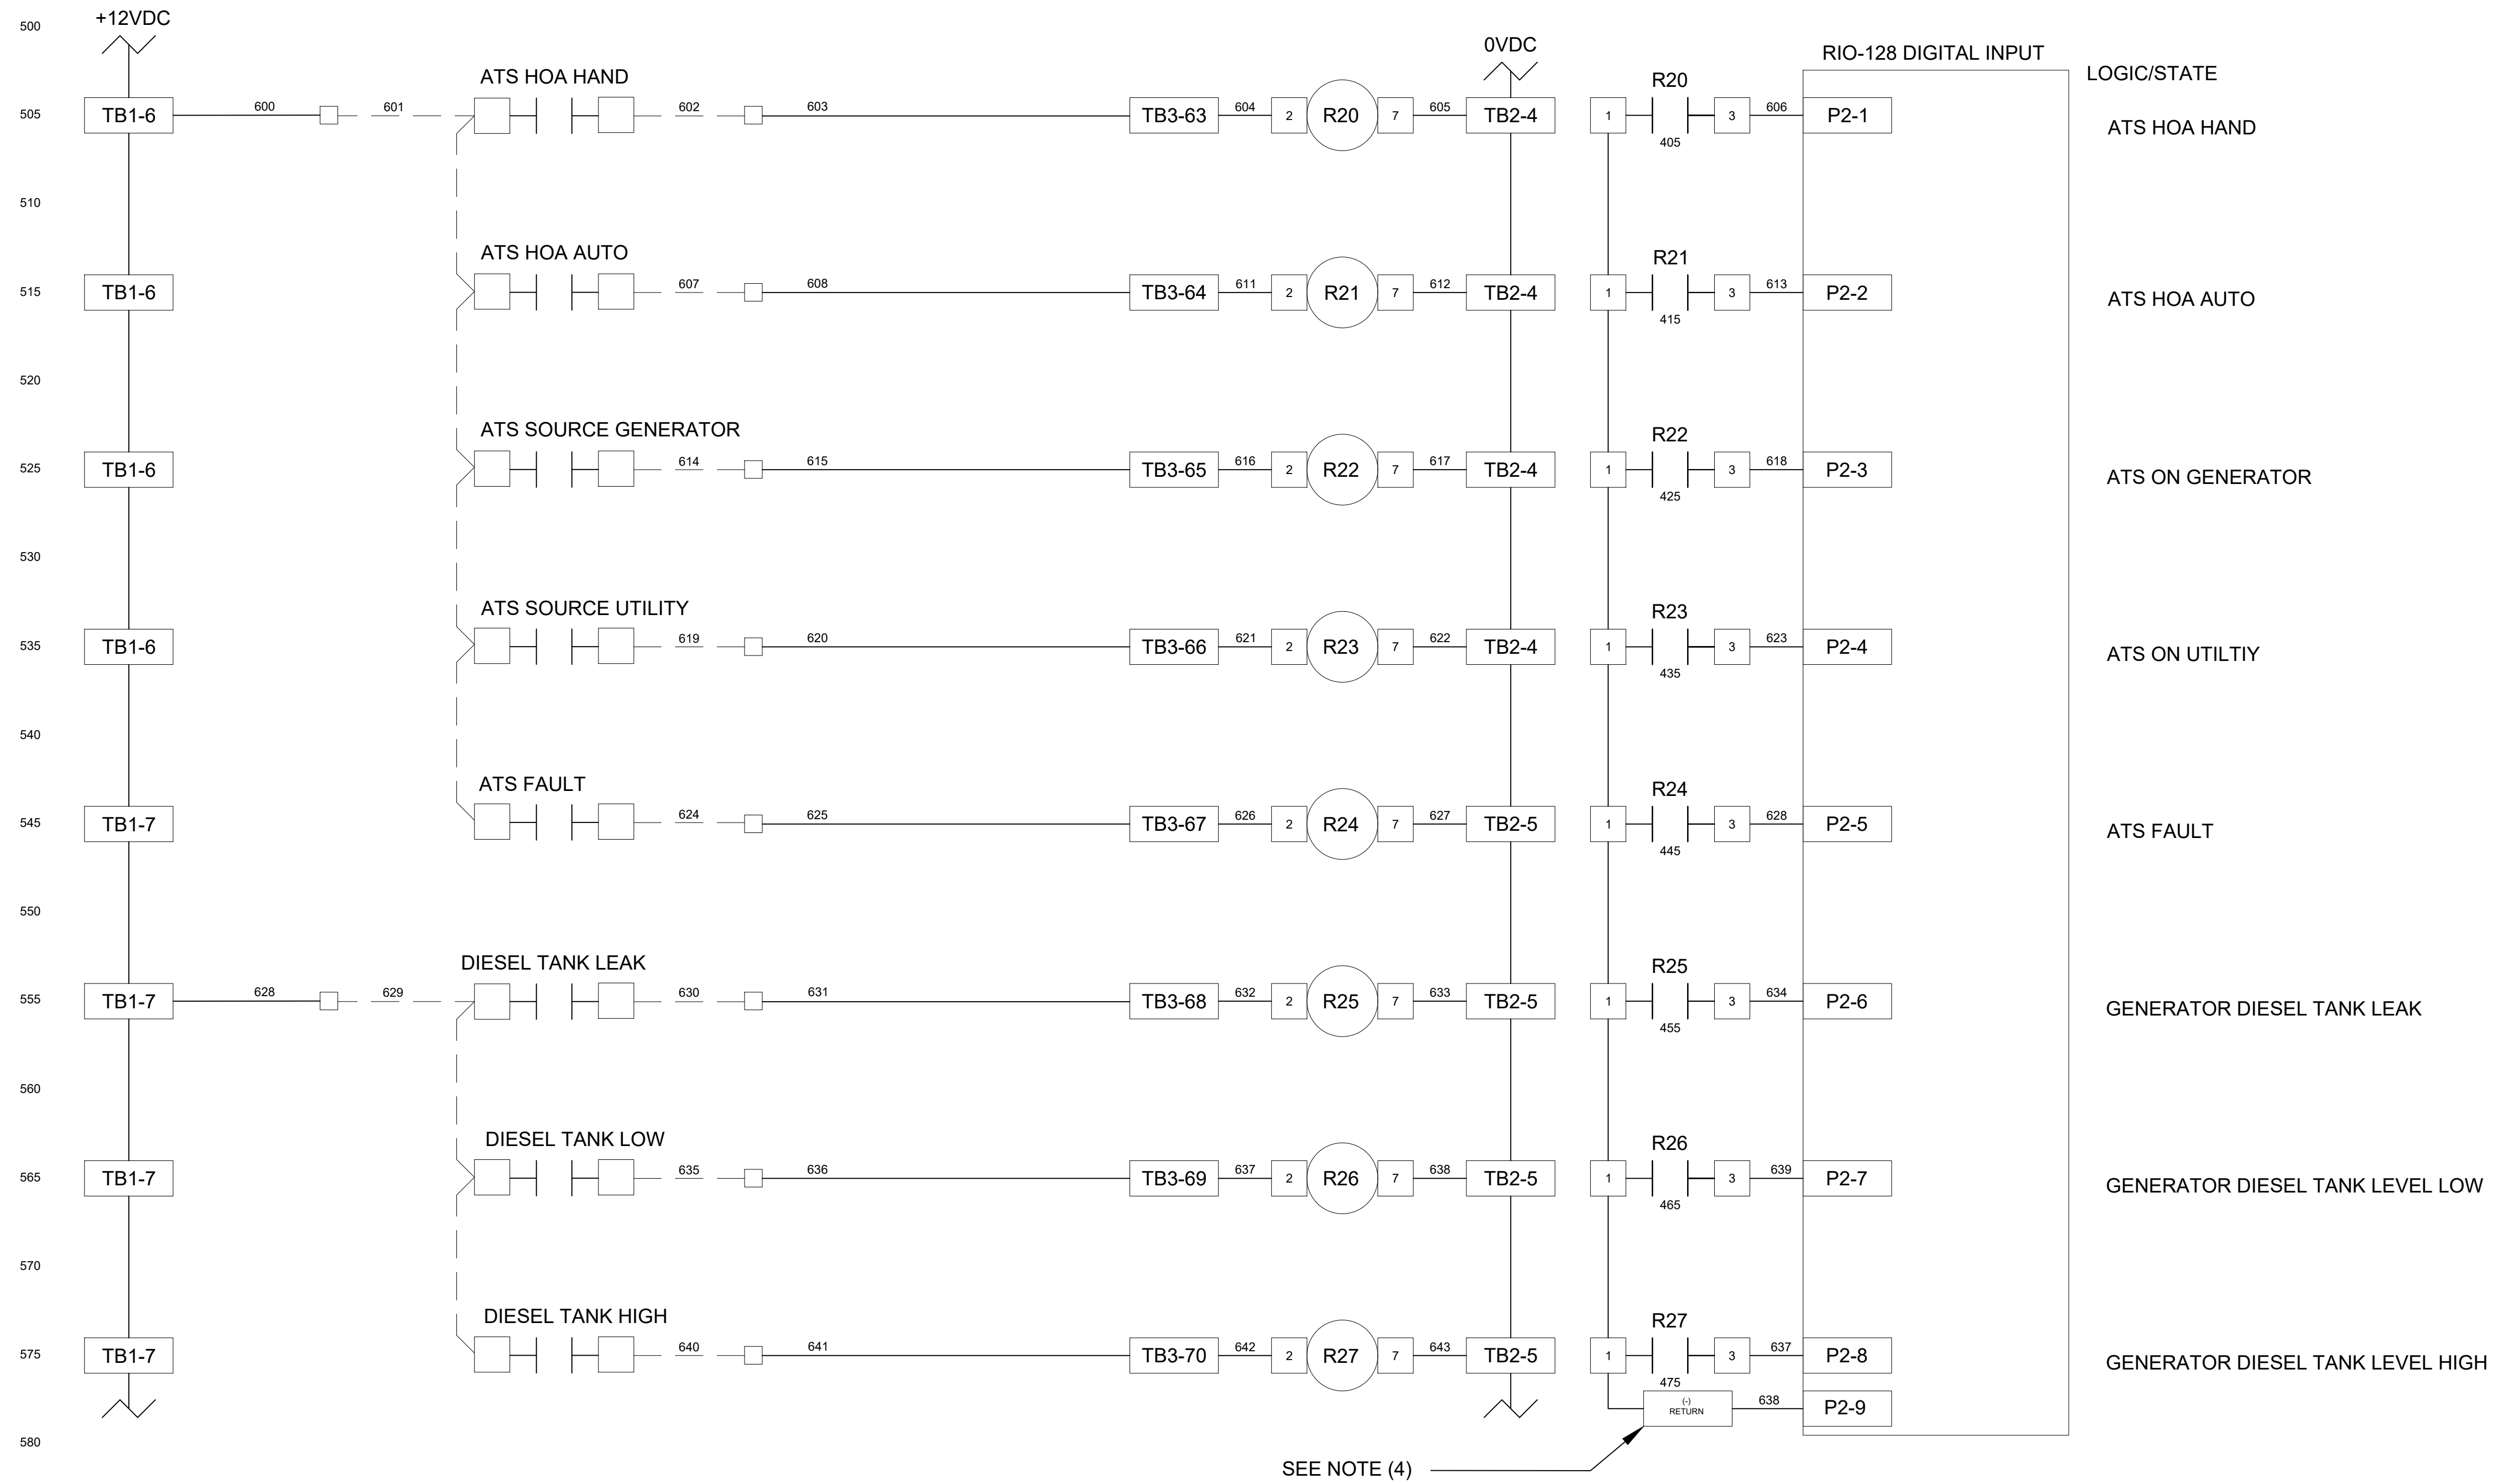 500
+12VDC
0VDC
RIO-128 DIGITAL INPUT
LOGIC/STATE
ATS HOA HAND
R20
505
TB1-6
600
601
602
603
TB3-63
604
2
R20
7
605
TB2-4
1
3
606
P2-1
ATS HOA HAND
405
510
ATS HOA AUTO
R21
515
TB1-6
607
608
TB3-64
611
2
R21
7
612
TB2-4
1
3
613
P2-2
ATS HOA AUTO
415
520
ATS SOURCE GENERATOR
R22
525
TB1-6
614
615
TB3-65
616
2
R22
7
617
TB2-4
1
3
618
P2-3
ATS ON GENERATOR
425
530
ATS SOURCE UTILITY
R23
535
TB1-6
619
620
TB3-66
621
2
R23
7
622
TB2-4
1
3
623
P2-4
ATS ON UTILTIY
435
540
ATS FAULT
R24
545
TB1-7
624
625
TB3-67
626
2
R24
7
627
TB2-5
1
3
628
P2-5
ATS FAULT
445
550
DIESEL TANK LEAK
R25
555
TB1-7
628
629
630
631
TB3-68
632
2
R25
7
633
TB2-5
1
3
634
P2-6
GENERATOR DIESEL TANK LEAK
455
560
DIESEL TANK LOW
R26
565
TB1-7
635
636
TB3-69
637
2
R26
7
638
TB2-5
1
3
639
P2-7
GENERATOR DIESEL TANK LEVEL LOW
465
570
DIESEL TANK HIGH
R27
575
TB1-7
640
641
TB3-70
642
2
R27
7
643
TB2-5
1
3
637
P2-8
GENERATOR DIESEL TANK LEVEL HIGH
475
(-)
RETURN
638
P2-9
580
SEE NOTE (4)